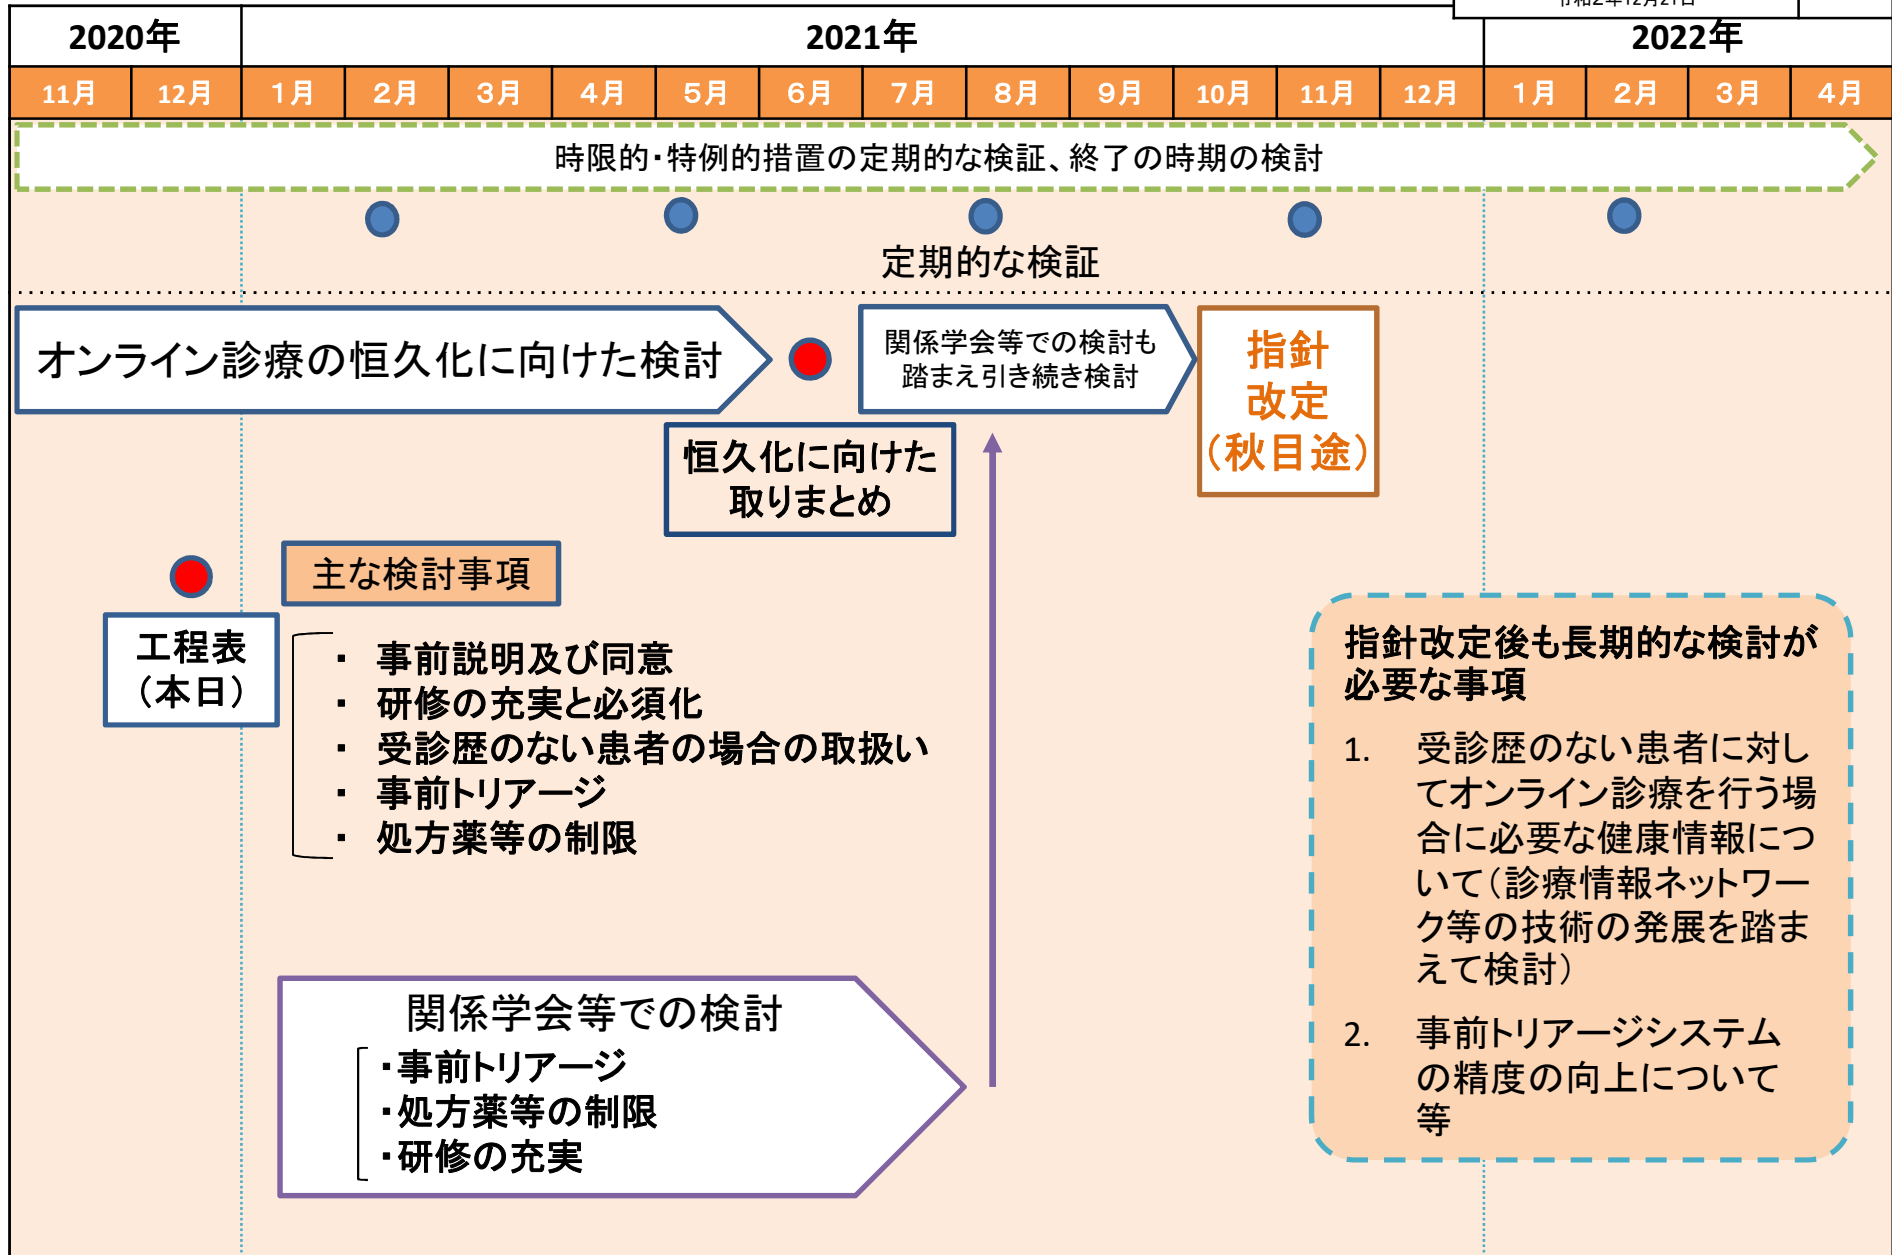 令和2年12月21日
2020年
2021年
2022年
11月
12月
1月
2月
3月
4月
5月
6月
7月
8月
9月
10月
11月
12月
1月
2月
3月
4月
時限的・特例的措置の定期的な検証、終了の時期の検討
定期的な検証
オンライン診療の恒久化に向けた検討
関係学会等での検討も
踏まえ引き続き検討
指針
改定
(秋目途)
恒久化に向けた
取りまとめ
主な検討事項
工程表
(本日)
・ 事前説明及び同意
・ 研修の充実と必須化
・ 受診歴のない患者の場合の取扱い
・ 事前トリアージ
・ 処方薬等の制限
関係学会等での検討
・事前トリアージ
・処方薬等の制限
・研修の充実
指針改定後も長期的な検討が
必要な事項
1. 受診歴のない患者に対し
てオンライン診療を行う場
合に必要な健康情報につ
いて(診療情報ネットワー
ク等の技術の発展を踏ま
えて検討)
2. 事前トリアージシステム
の精度の向上について
等